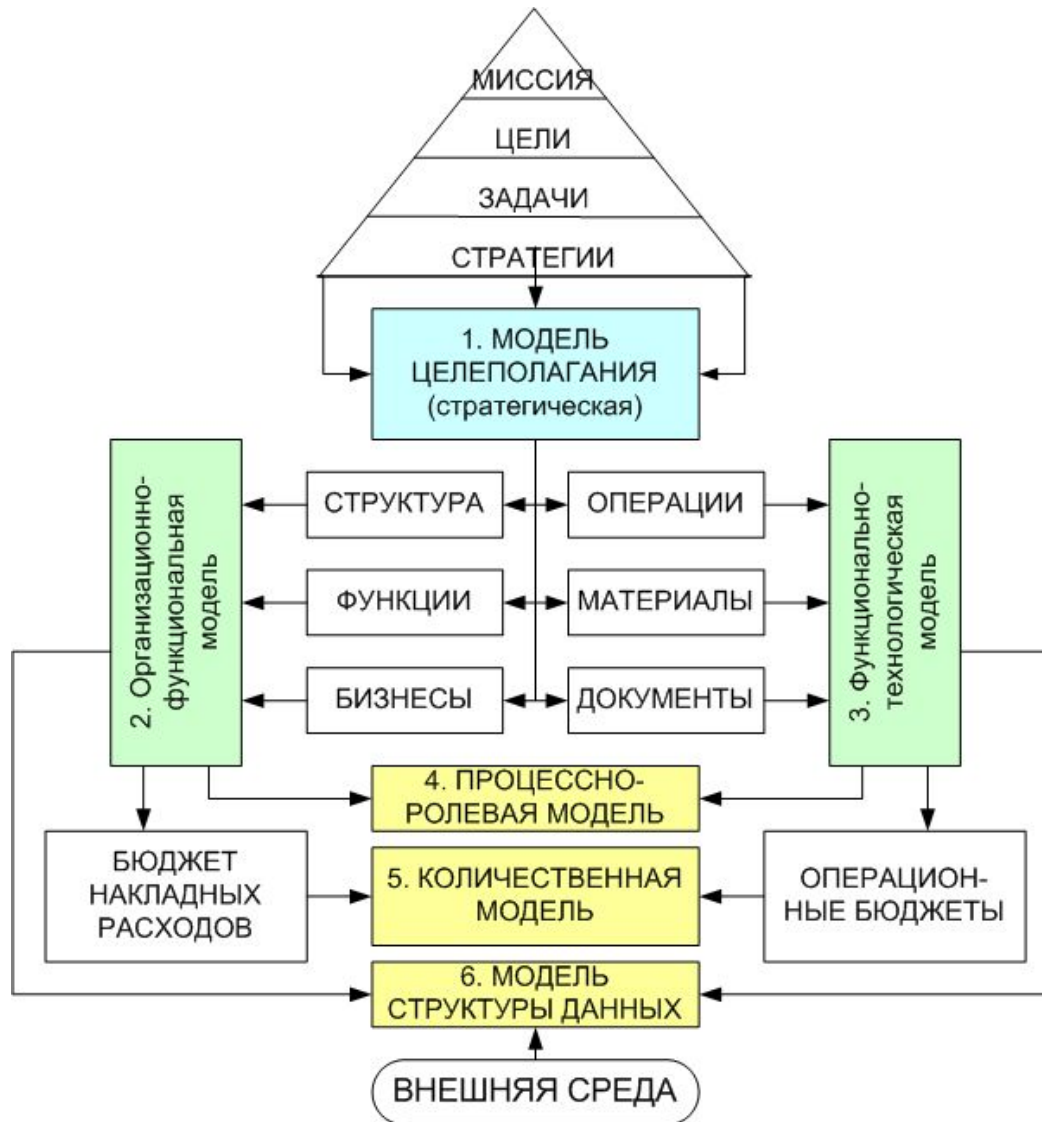 МИССИЯ
ЦЕЛИ
ЗАДАЧИ
СТРАТЕГИИ
1. МОДЕЛЬ
ЦЕЛЕПОЛАГАНИЯ
(стратегическая)
2. Организационно-
функциональная
модель
СТРУКТУРА
ОПЕРАЦИИ
ФУНКЦИИ
МАТЕРИАЛЫ
БИЗНЕСЫ
ДОКУМЕНТЫ
3. Функционально-
технологическая
модель
4. ПРОЦЕССНО-
РОЛЕВАЯ МОДЕЛЬ
БЮДЖЕТ
НАКЛАДНЫХ
РАСХОДОВ
5. КОЛИЧЕСТВЕННАЯ
МОДЕЛЬ
ОПЕРАЦИОН-
НЫЕ БЮДЖЕТЫ
6. МОДЕЛЬ
СТРУКТУРЫ ДАННЫХ
ВНЕШНЯЯ СРЕДА